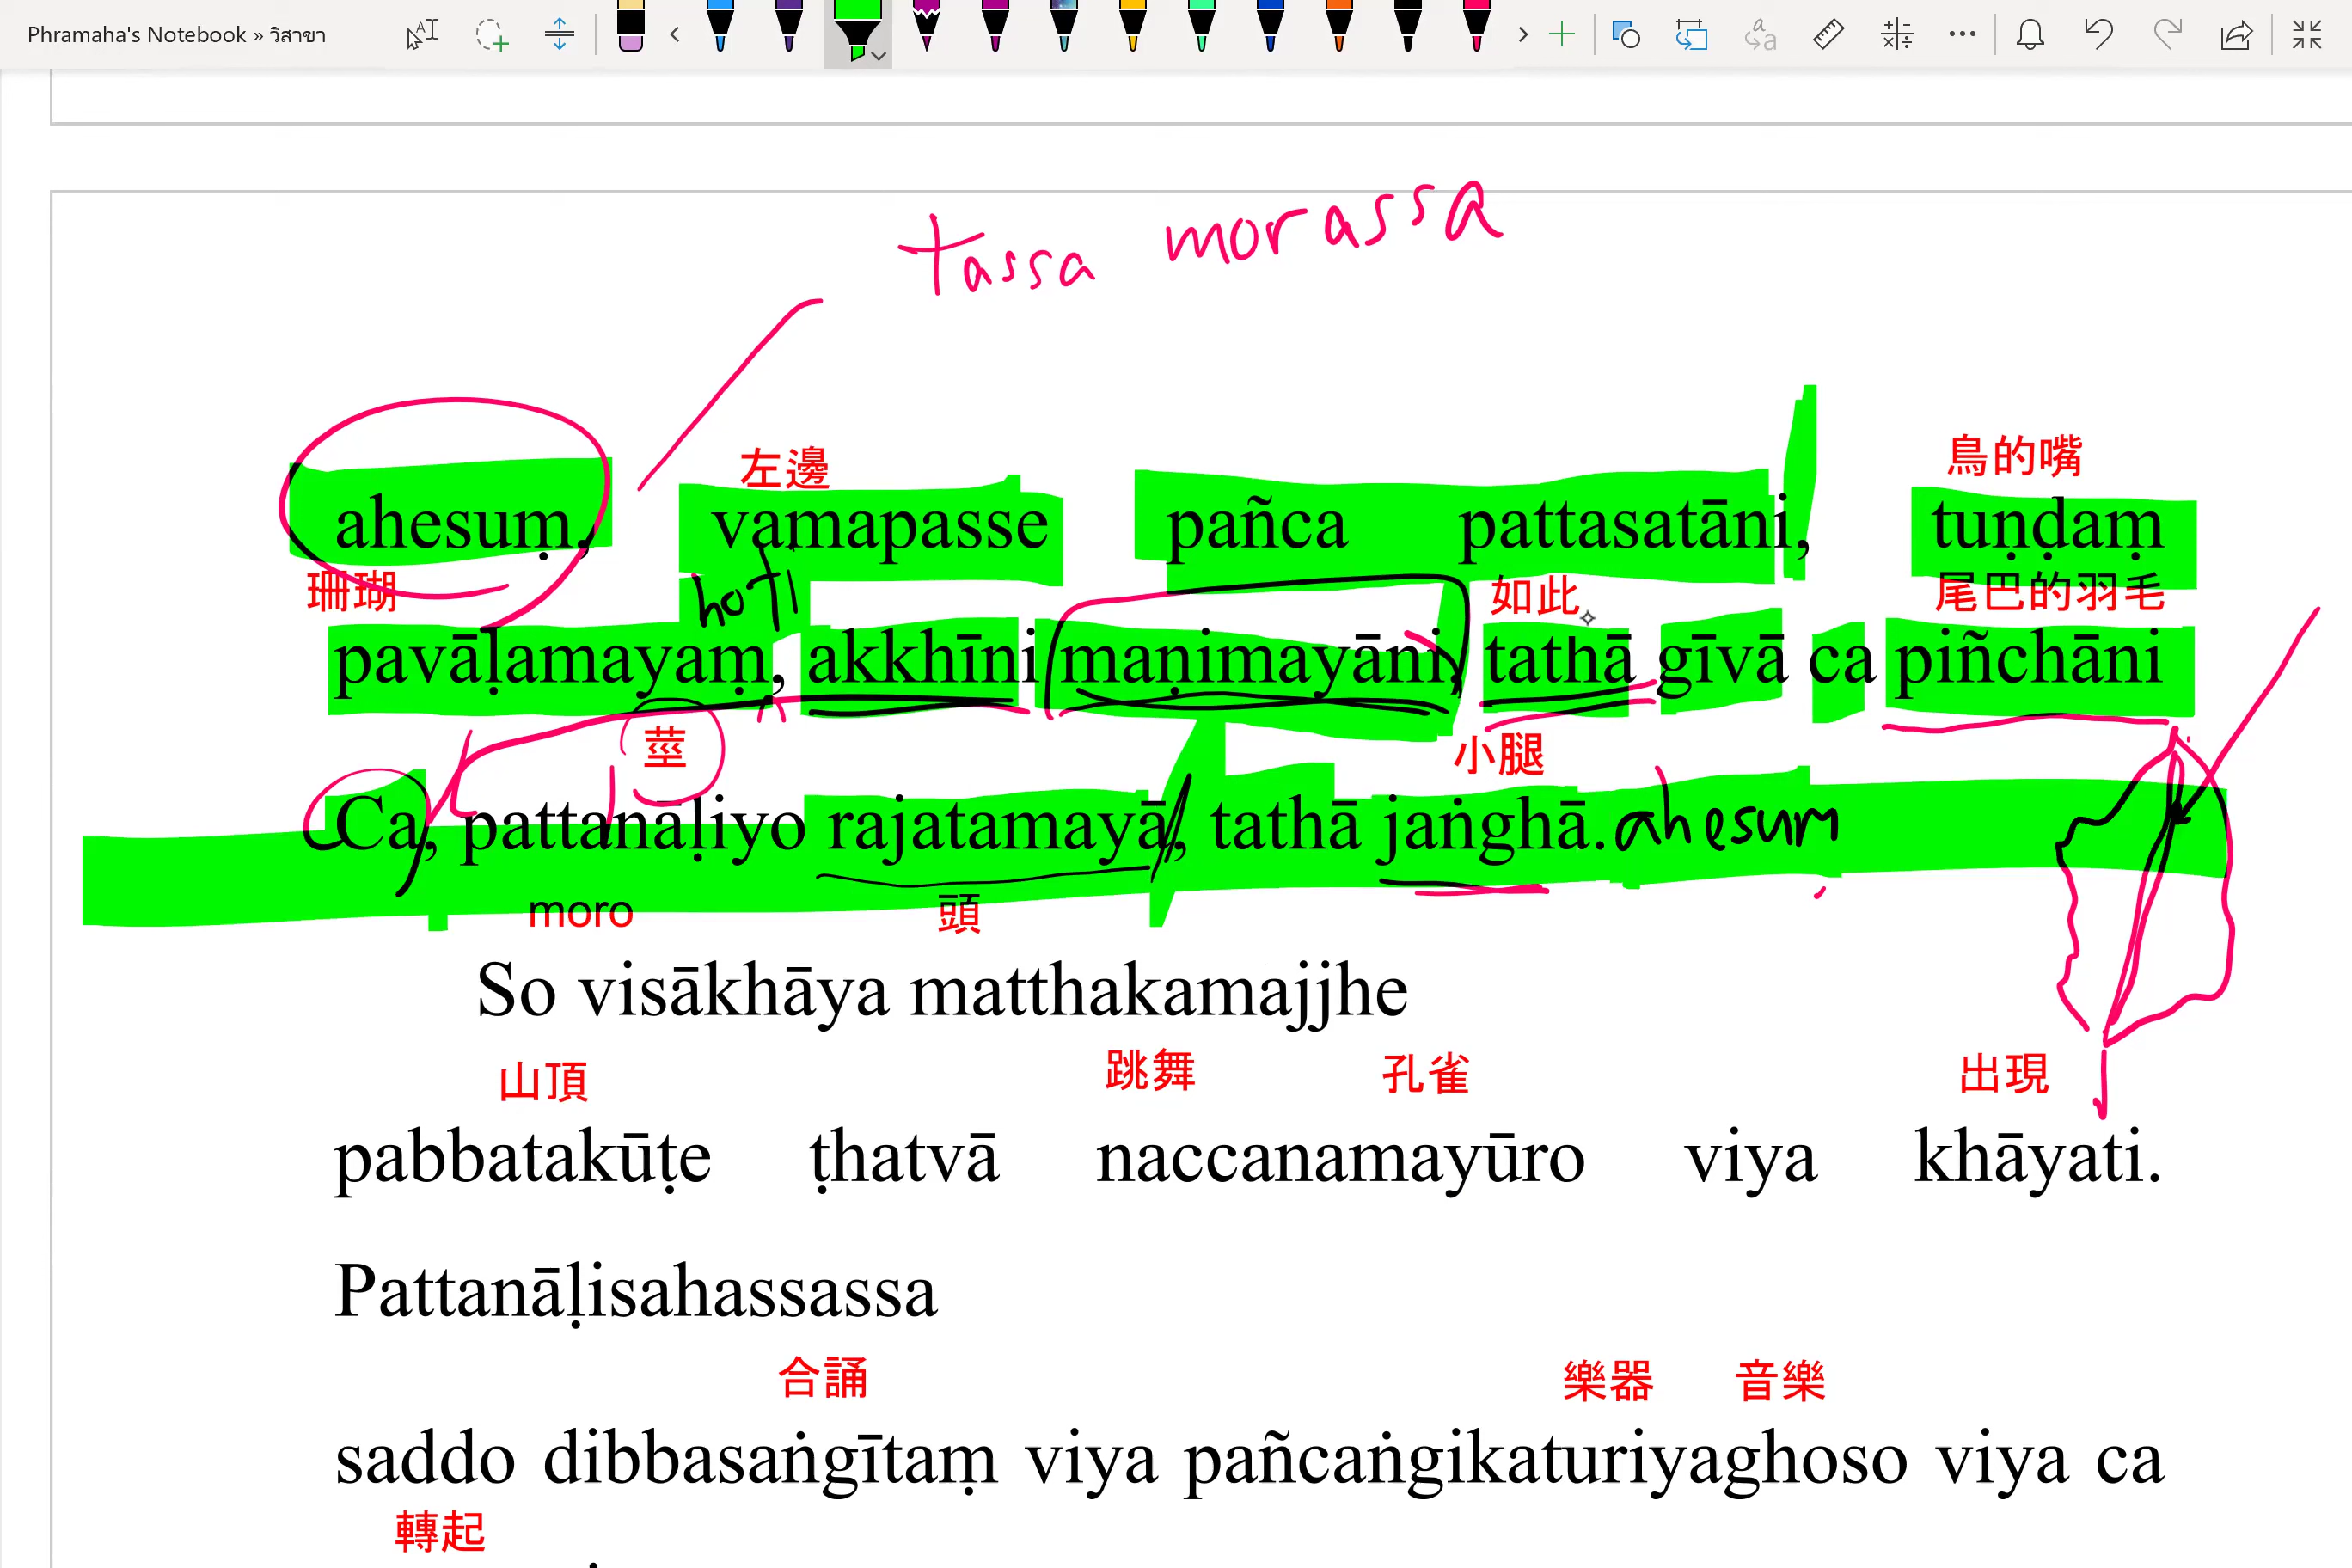 Phramaha's Notebook » วิสาขา
tassa morassa
左邊 鳥的嘴
ahesuṃ, vamapasse pañca pattasatāni, tuṇḍaṃ
珊瑚 hoti 如此 尾巴的羽毛
pavāḷamayaṃ, akkhīni maṇimayāni, tathā gīvā ca piñchāni
莖 小腿
Ca, pattanāḷiyo rajatamayā, tathā jaṅghā. ahesuṃ
moro 頭
So visākhāya matthakamajjhe
山頂 跳舞 孔雀 出現
pabbatakūṭe ṭhatvā naccanamayūro viya khāyati.
Pattanāḷisahassassa
合誦 樂器 音樂
saddo dibbasaṅgītaṃ viya pañcaṅgikaturiyaghoso viya ca
轉起